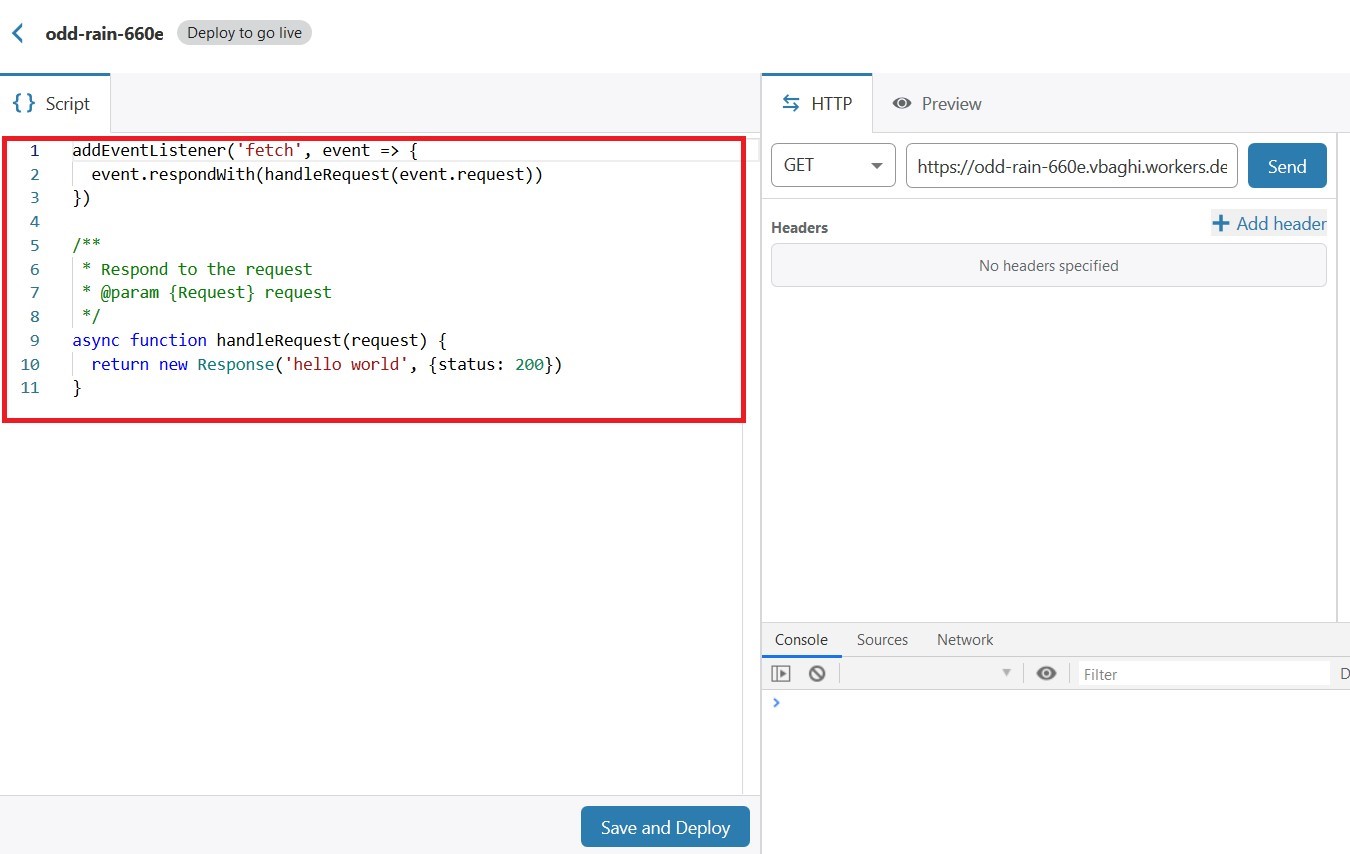 odd-rain-660e Deploy to go live
{ } Script
1 addEventListener('fetch', event => {
2   event.respondWith(handleRequest(event.request))
3 })
4
5 /**
6  * Respond to the request
7  * @param {Request} request
8  */
9 async function handleRequest(request) {
10   return new Response('hello world', {status: 200})
11 }
Save and Deploy
HTTP Preview
GET https://odd-rain-660e.vbaghi.workers.de Send
Headers + Add header
No headers specified
Console Sources Network
Filter D